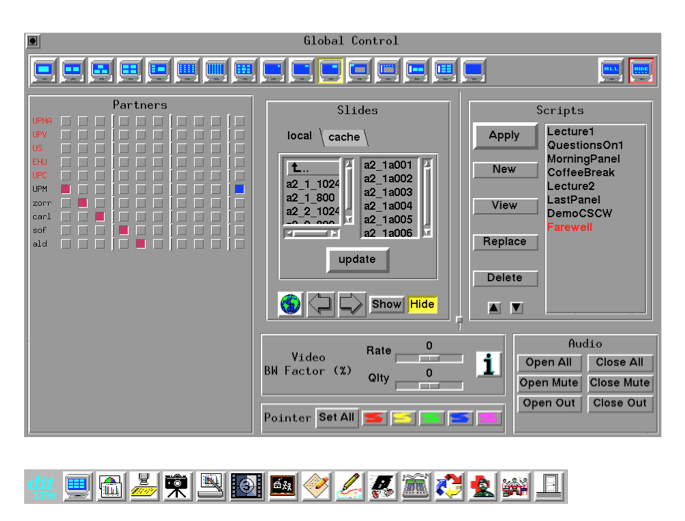 Global Control
ALL
Partners
UPNA
UPV
US
EHU
UPC
UPM
zorr
carl
sof
ald
Slides
local cache
a2_1_1024
a2_1_800
a2_2_1024
a2_2_800
a2_1a001
a2_1a002
a2_1a003
a2_1a004
a2_1a005
a2_1a006
update
Show Hide
Scripts
Apply
New
View
Replace
Delete
Lecture1
QuestionsOn1
MorningPanel
CoffeeBreak
Lecture2
LastPanel
DemoCSCW
Farewell
Video
BW Factor (%)
Rate 0
Qlty 0
i
Pointer Set All
Audio
Open All Close All
Open Mute Close Mute
Open Out Close Out
dit
UPM